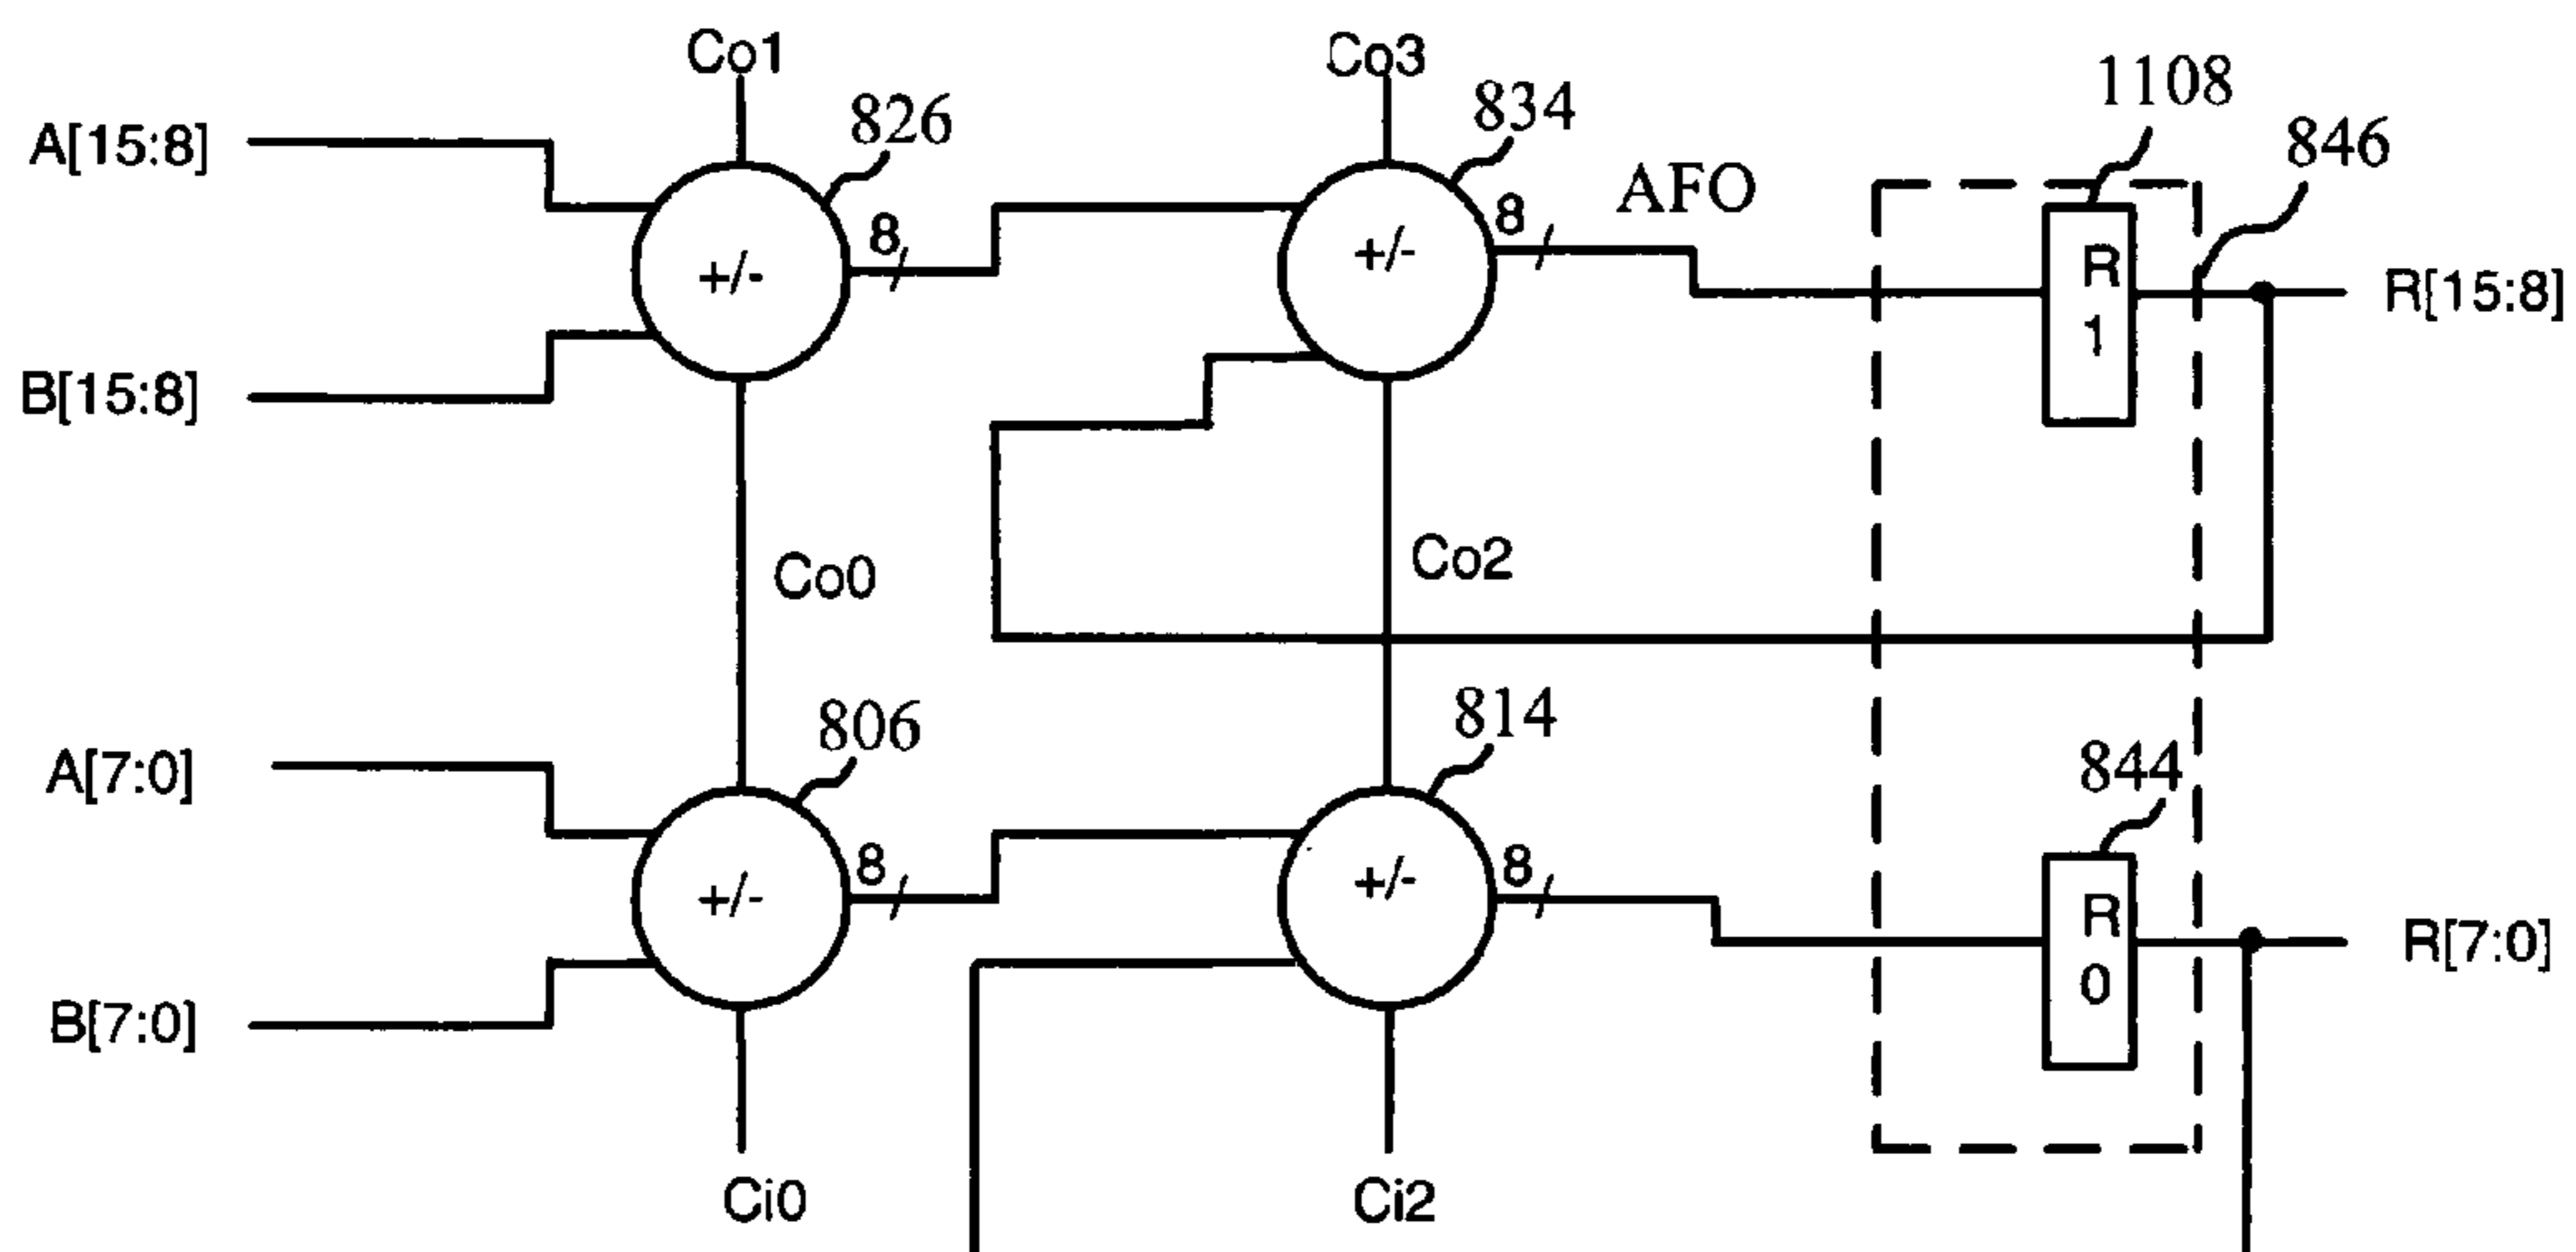 Co1
Co3
1108
826
834
846
A[15:8]
AFO
8
8
+/-
+/-
R
1
R[15:8]
B[15:8]
Co0
Co2
806
814
844
A[7:0]
8
8
+/-
+/-
R
0
R[7:0]
B[7:0]
Ci0
Ci2